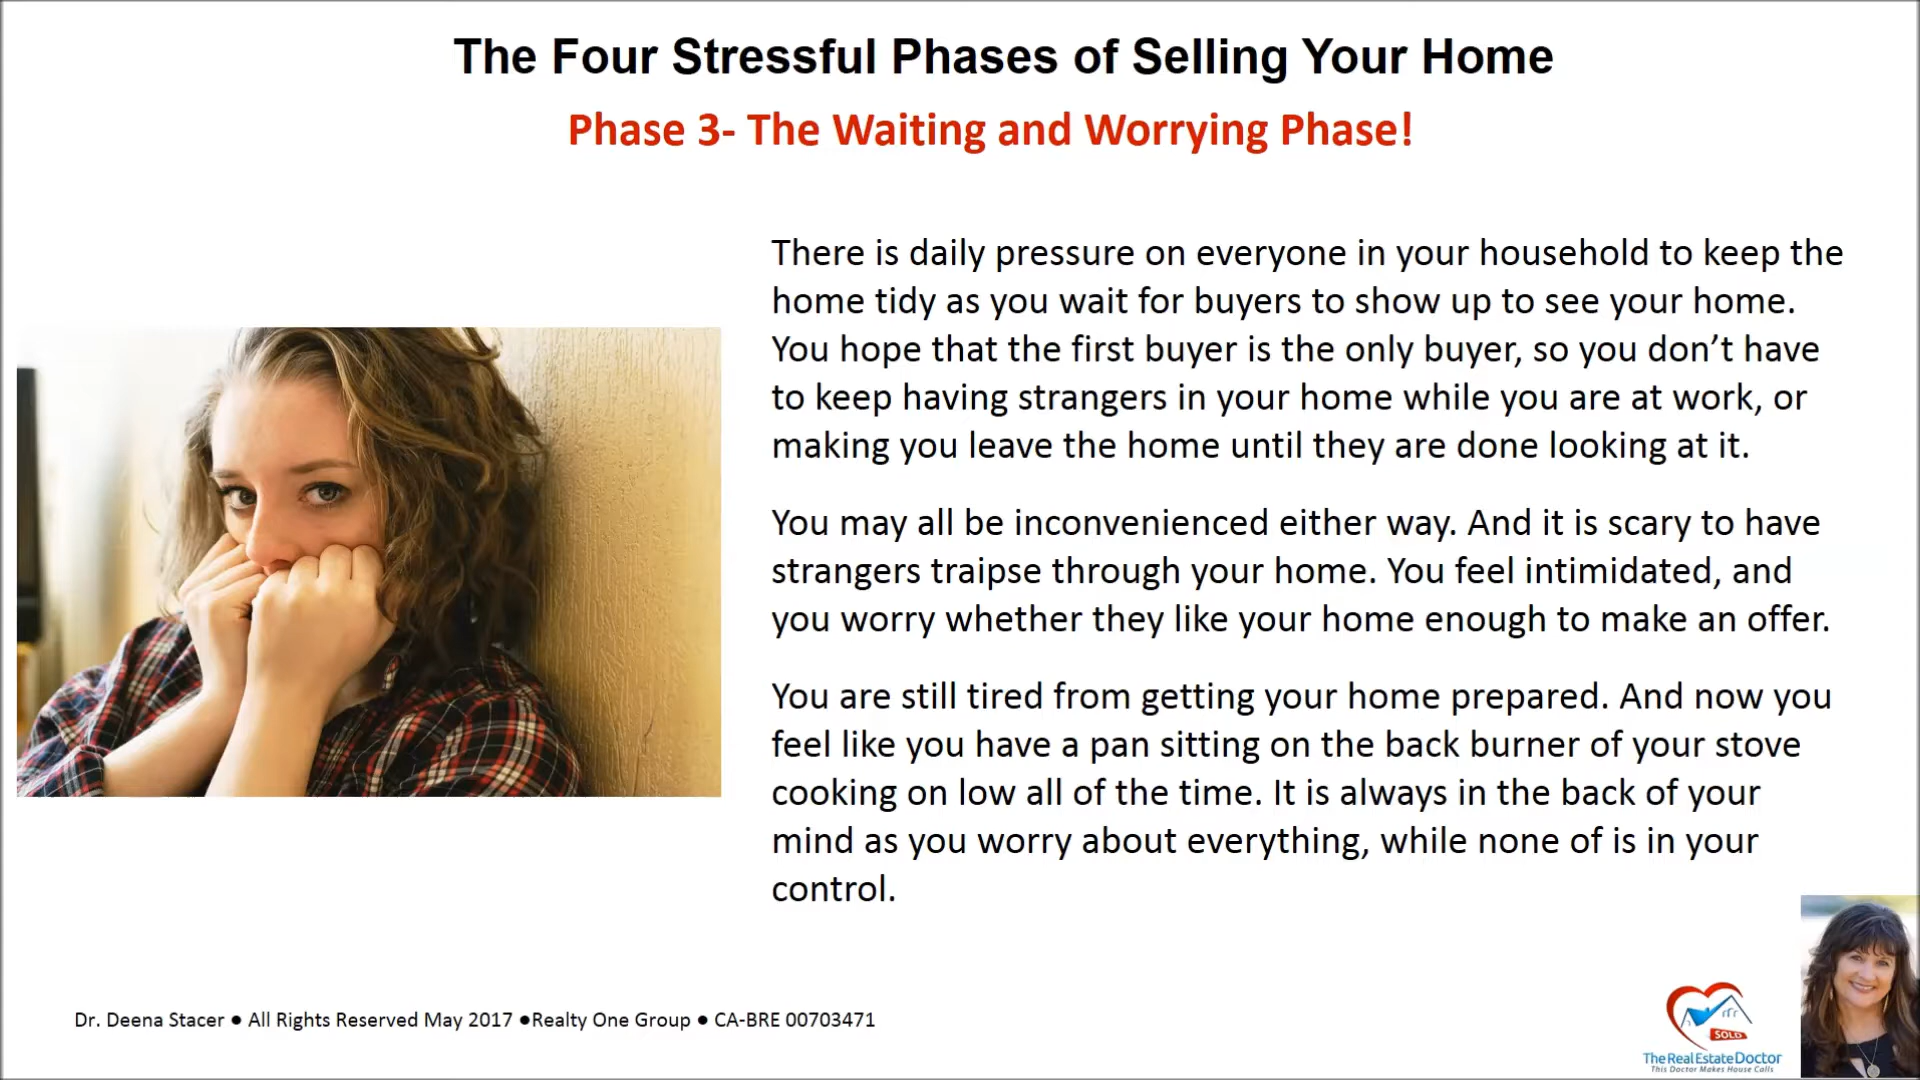 The Four Stressful Phases of Selling Your Home
Phase 3- The Waiting and Worrying Phase!
There is daily pressure on everyone in your household to keep the
home tidy as you wait for buyers to show up to see your home.
You hope that the first buyer is the only buyer, so you don’t have
to keep having strangers in your home while you are at work, or
making you leave the home until they are done looking at it.
You may all be inconvenienced either way. And it is scary to have
strangers traipse through your home. You feel intimidated, and
you worry whether they like your home enough to make an offer.
You are still tired from getting your home prepared. And now you
feel like you have a pan sitting on the back burner of your stove
cooking on low all of the time. It is always in the back of your
mind as you worry about everything, while none of is in your
control.
Dr. Deena Stacer ● All Rights Reserved May 2017 ●Realty One Group ● CA-BRE 00703471
SOLD
The Real Estate Doctor
This Doctor Makes House Calls